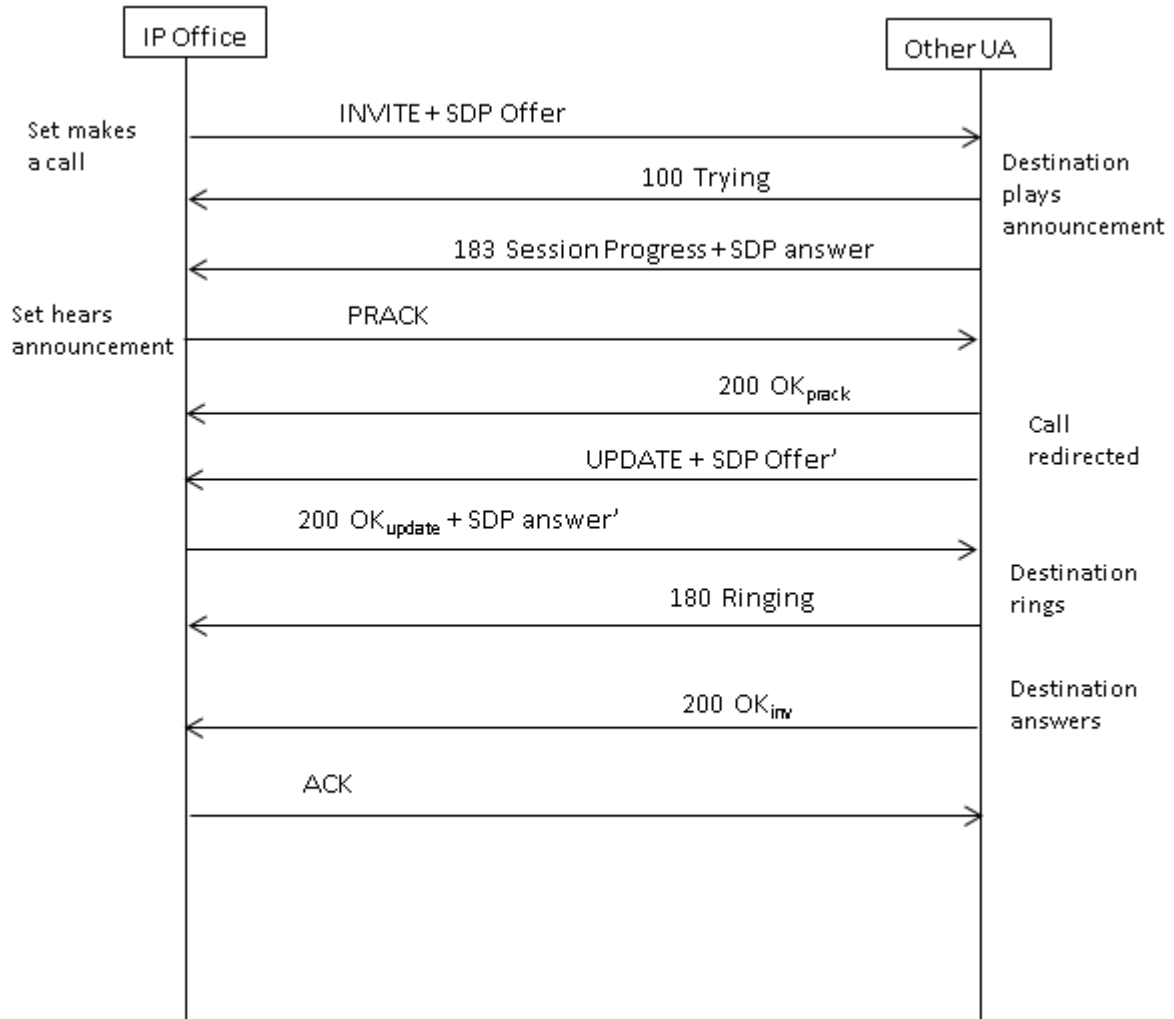 IP Office
Other UA
INVITE + SDP Offer
Set makes
a call
100 Trying
Destination
plays
announcement
183 Session Progress + SDP answer
Set hears
announcement
PRACK
200 OKprack
Call
redirected
UPDATE + SDP Offer’
200 OKupdate + SDP answer’
Destination
rings
180 Ringing
Destination
answers
200 OKinv
ACK